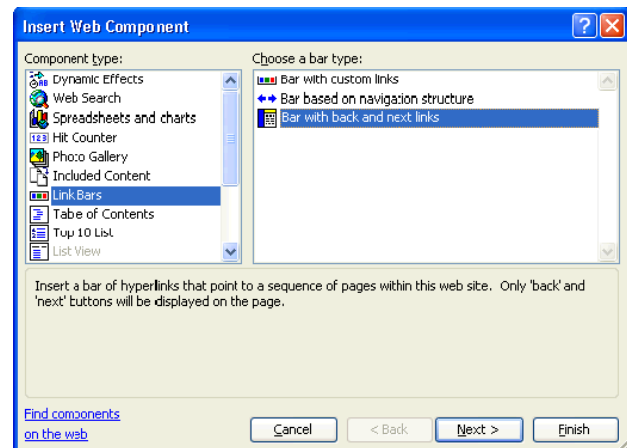 Insert Web Component
Component type:
Dynamic Effects
Web Search
Spreadsheets and charts
Hit Counter
Photo Gallery
Included Content
Link Bars
Table of Contents
Top 10 List
List View
Choose a bar type:
Bar with custom links
Bar based on navigation structure
Bar with back and next links
Insert a bar of hyperlinks that point to a sequence of pages within this web site. Only 'back' and
'next' buttons will be displayed on the page.
Find components
on the web
Cancel
< Back
Next >
Finish